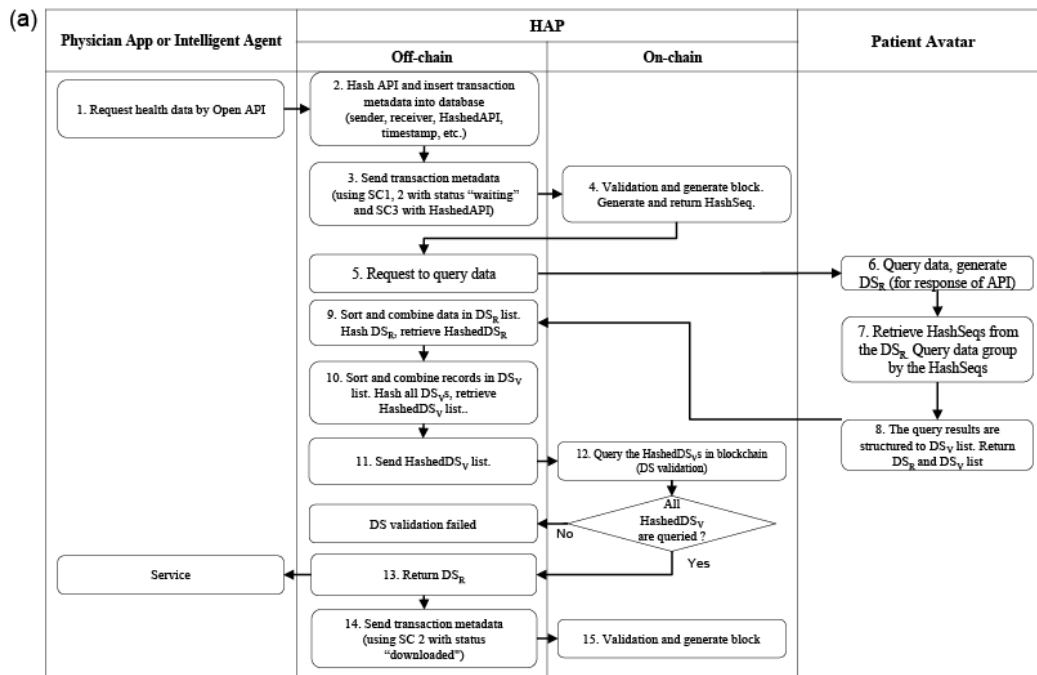 (a)
Physician App or Intelligent Agent
HAP
Off-chain
On-chain
Patient Avatar
1. Request health data by Open API
2. Hash API and insert transaction
metadata into database
(sender, receiver, HashedAPI,
timestamp, etc.)
3. Send transaction metadata
(using SC1, 2 with status “waiting”
and SC3 with HashedAPI)
4. Validation and generate block.
Generate and return HashSeq.
5. Request to query data
6. Query data, generate
DSR (for response of API)
7. Retrieve HashSeqs from
the DSR. Query data group
by the HashSeqs
8. The query results are
structured to DSV list. Return
DSR and DSV list
9. Sort and combine data in DSR list.
Hash DSR, retrieve HashedDSR
10. Sort and combine records in DSV
list. Hash all DSVs, retrieve
HashedDSV list..
11. Send HashedDSV list.
12. Query the HashedDSVs in blockchain
(DS validation)
All
HashedDSV
are queried ?
No
DS validation failed
Yes
13. Return DSR
Service
14. Send transaction metadata
(using SC 2 with status
“downloaded”)
15. Validation and generate block